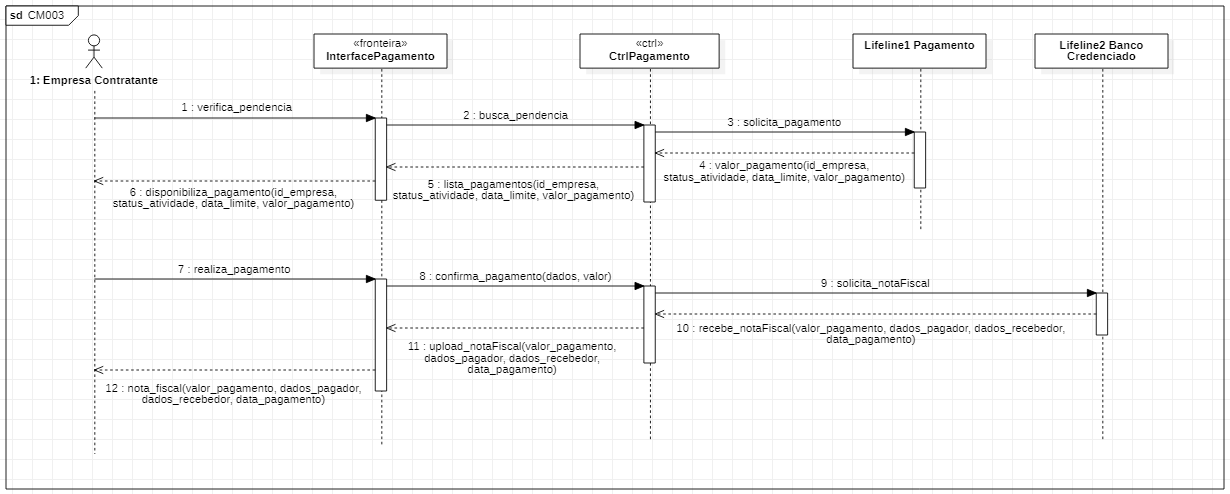 sd CM003
«fronteira»
InterfacePagamento
«ctrl»
CtrlPagamento
Lifeline1 Pagamento
Lifeline2 Banco
Credenciado
1: Empresa Contratante
1 : verifica_pendencia
2 : busca_pendencia
3 : solicita_pagamento
4 : valor_pagamento(id_empresa,
status_atividade, data_limite, valor_pagamento)
5 : lista_pagamentos(id_empresa,
status_atividade, data_limite, valor_pagamento)
6 : disponibiliza_pagamento(id_empresa,
status_atividade, data_limite, valor_pagamento)
7 : realiza_pagamento
8 : confirma_pagamento(dados, valor)
9 : solicita_notaFiscal
10 : recebe_notaFiscal(valor_pagamento, dados_pagador, dados_recebedor,
data_pagamento)
11 : upload_notaFiscal(valor_pagamento,
dados_pagador, dados_recebedor,
data_pagamento)
12 : nota_fiscal(valor_pagamento, dados_pagador,
dados_recebedor, data_pagamento)